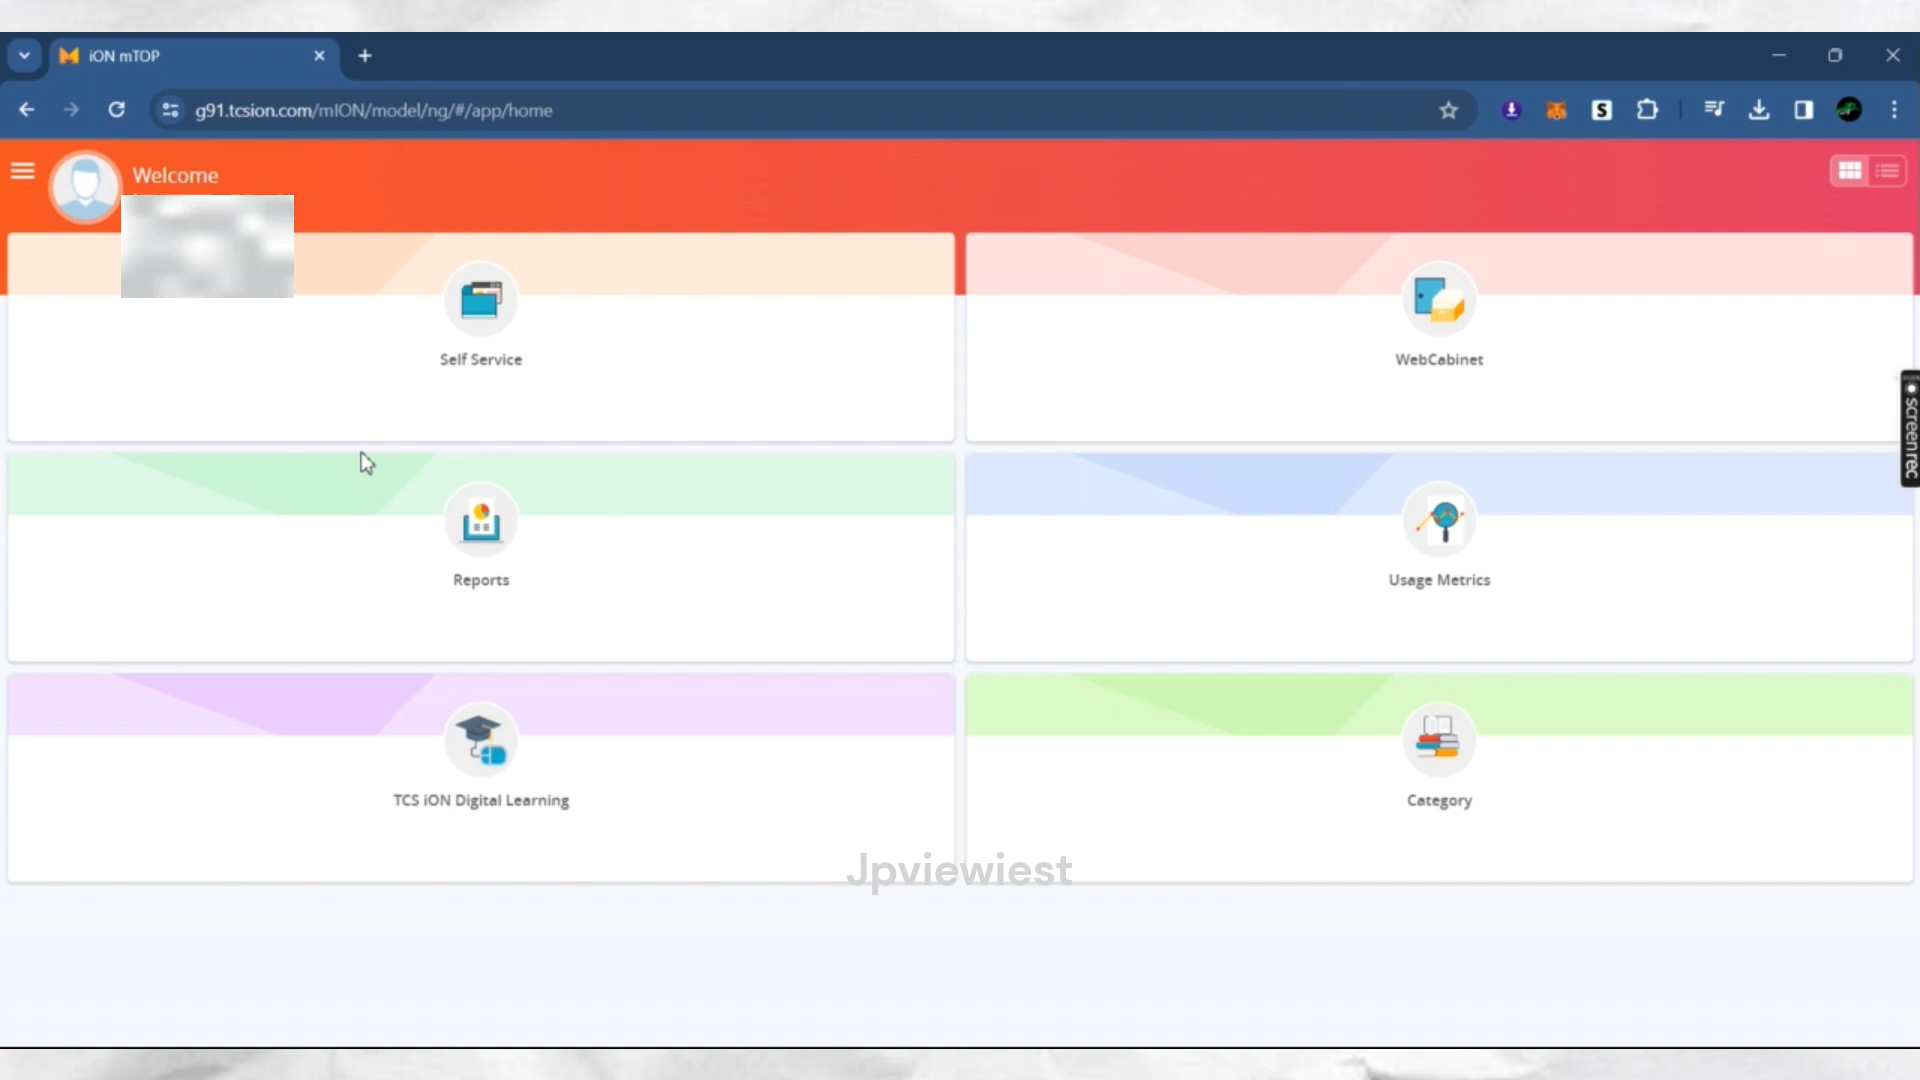 iON mTOP
g91.tcsion.com/mION/model/ng/#/app/home
Welcome
Self Service
WebCabinet
screenrec
Reports
Usage Metrics
TCS iON Digital Learning
Category
Jpviewiest